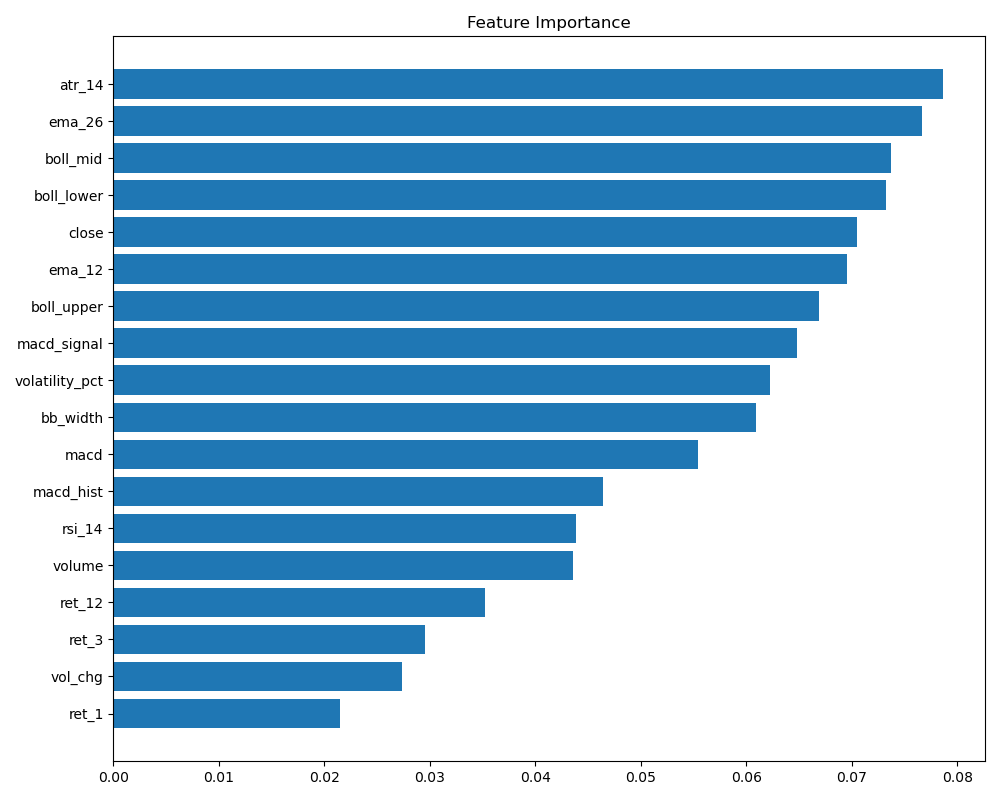 Feature Importance
atr_14
ema_26
boll_mid
boll_lower
close
ema_12
boll_upper
macd_signal
volatility_pct
bb_width
macd
macd_hist
rsi_14
volume
ret_12
ret_3
vol_chg
ret_1
0.00 0.01 0.02 0.03 0.04 0.05 0.06 0.07 0.08